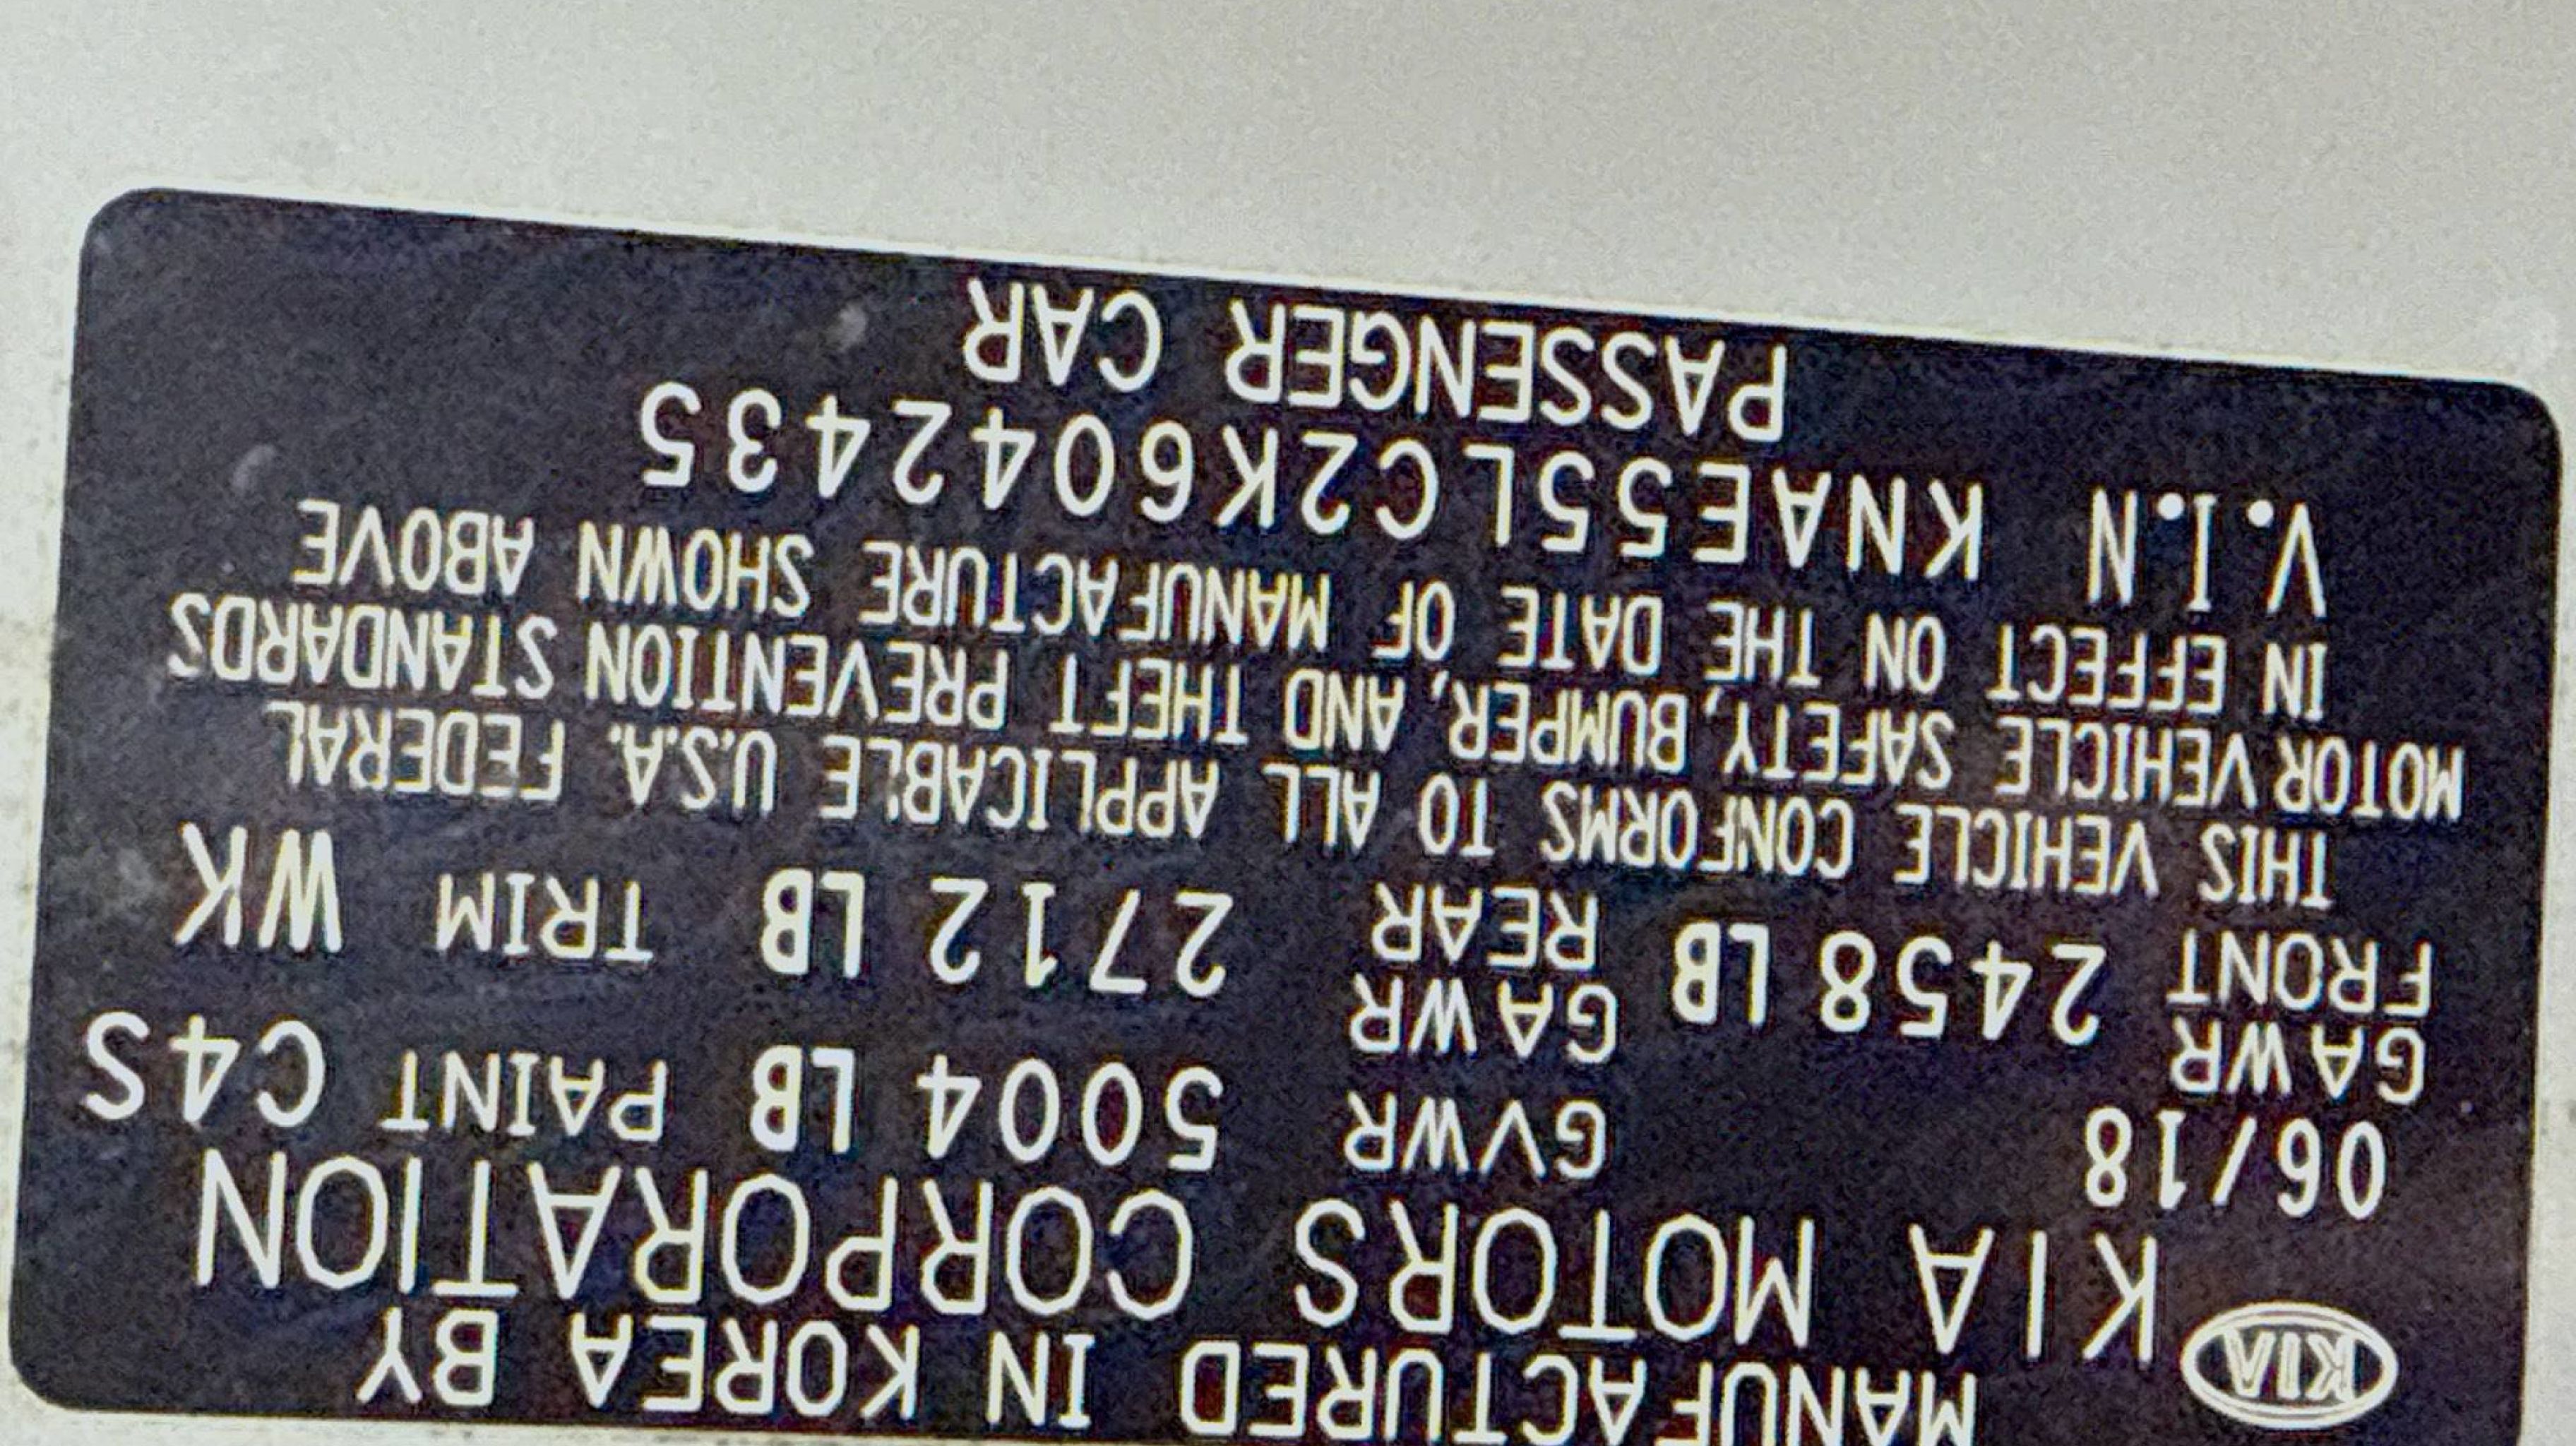 KIA
MANUFACTURED IN KOREA BY
KIA MOTORS CORPORATION
06/18 GVWR 5004 LB PAINT C4S
GAWR FRONT 2458 LB GAWR REAR 2712 LB TRIM WK
THIS VEHICLE CONFORMS TO ALL APPLICABLE U.S.A. FEDERAL
MOTOR VEHICLE SAFETY, BUMPER, AND THEFT PREVENTION STANDARDS
IN EFFECT ON THE DATE OF MANUFACTURE SHOWN ABOVE
V.I.N KNAE55LC2K6042435
PASSENGER CAR